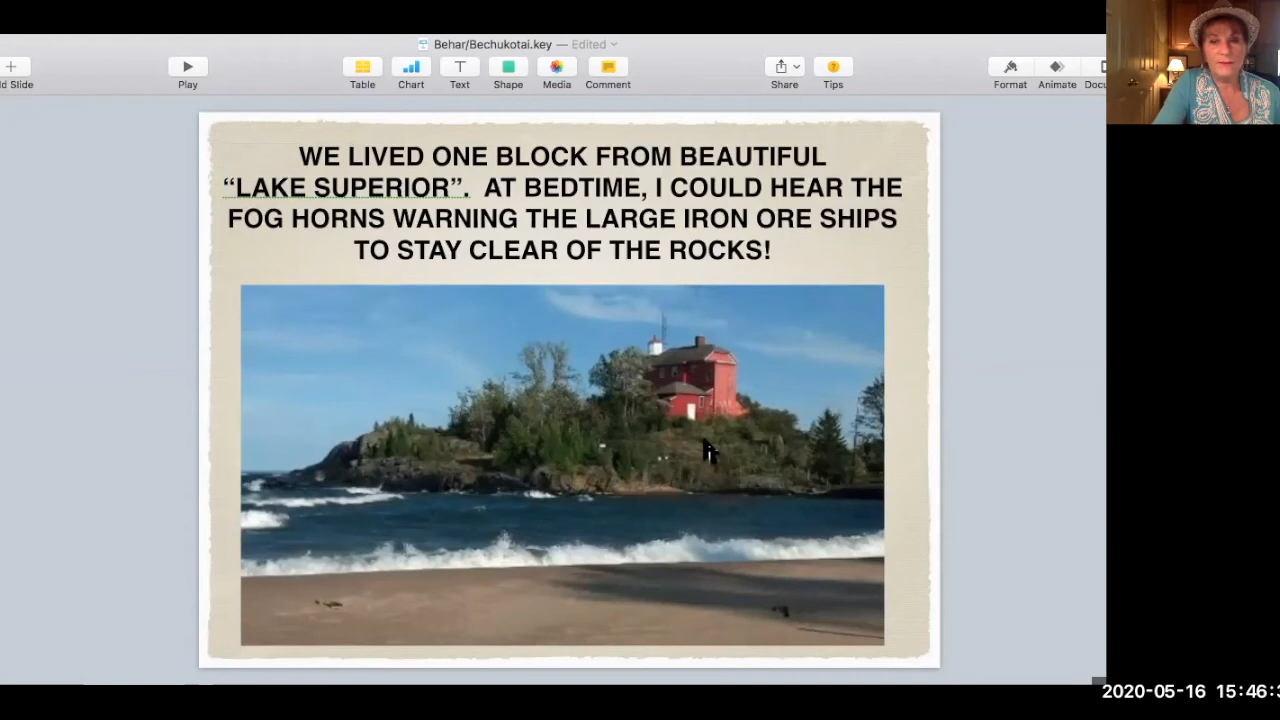 Behar/Bechukotai.key — Edited
d Slide
Play
Table
Chart
Text
Shape
Media
Comment
Share
Tips
Format
Animate
WE LIVED ONE BLOCK FROM BEAUTIFUL
“LAKE SUPERIOR”. AT BEDTIME, I COULD HEAR THE
FOG HORNS WARNING THE LARGE IRON ORE SHIPS
TO STAY CLEAR OF THE ROCKS!
2020-05-16 15:46:3